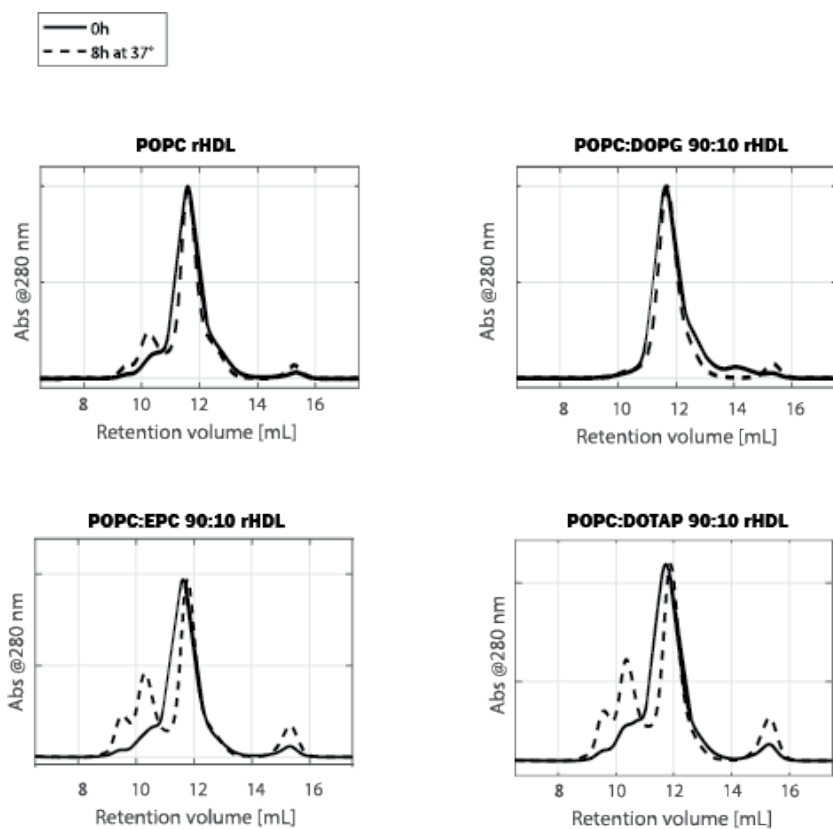 0h
8h at 37°
POPC rHDL
Abs @280 nm
8 10 12 14 16
Retention volume [mL]
POPC:DOPG 90:10 rHDL
Abs @280 nm
8 10 12 14 16
Retention volume [mL]
POPC:EPC 90:10 rHDL
Abs @280 nm
8 10 12 14 16
Retention volume [mL]
POPC:DOTAP 90:10 rHDL
Abs @280 nm
8 10 12 14 16
Retention volume [mL]